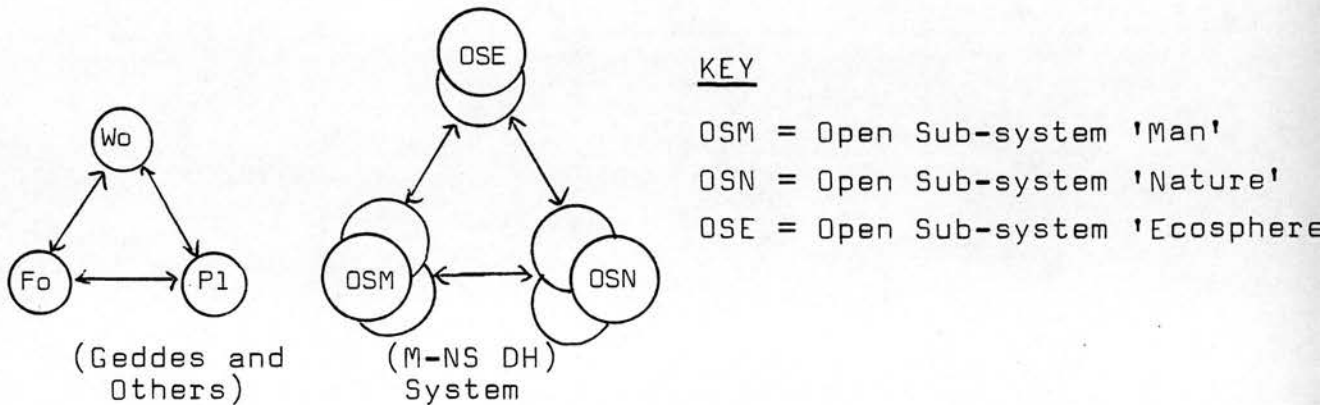 OSE
KEY
Wo
OSM = Open Sub-system 'Man'
OSN = Open Sub-system 'Nature'
OSE = Open Sub-system 'Ecosphere
Fo
Pl
OSM
OSN
(Geddes and
Others)
(M-NS DH)
System